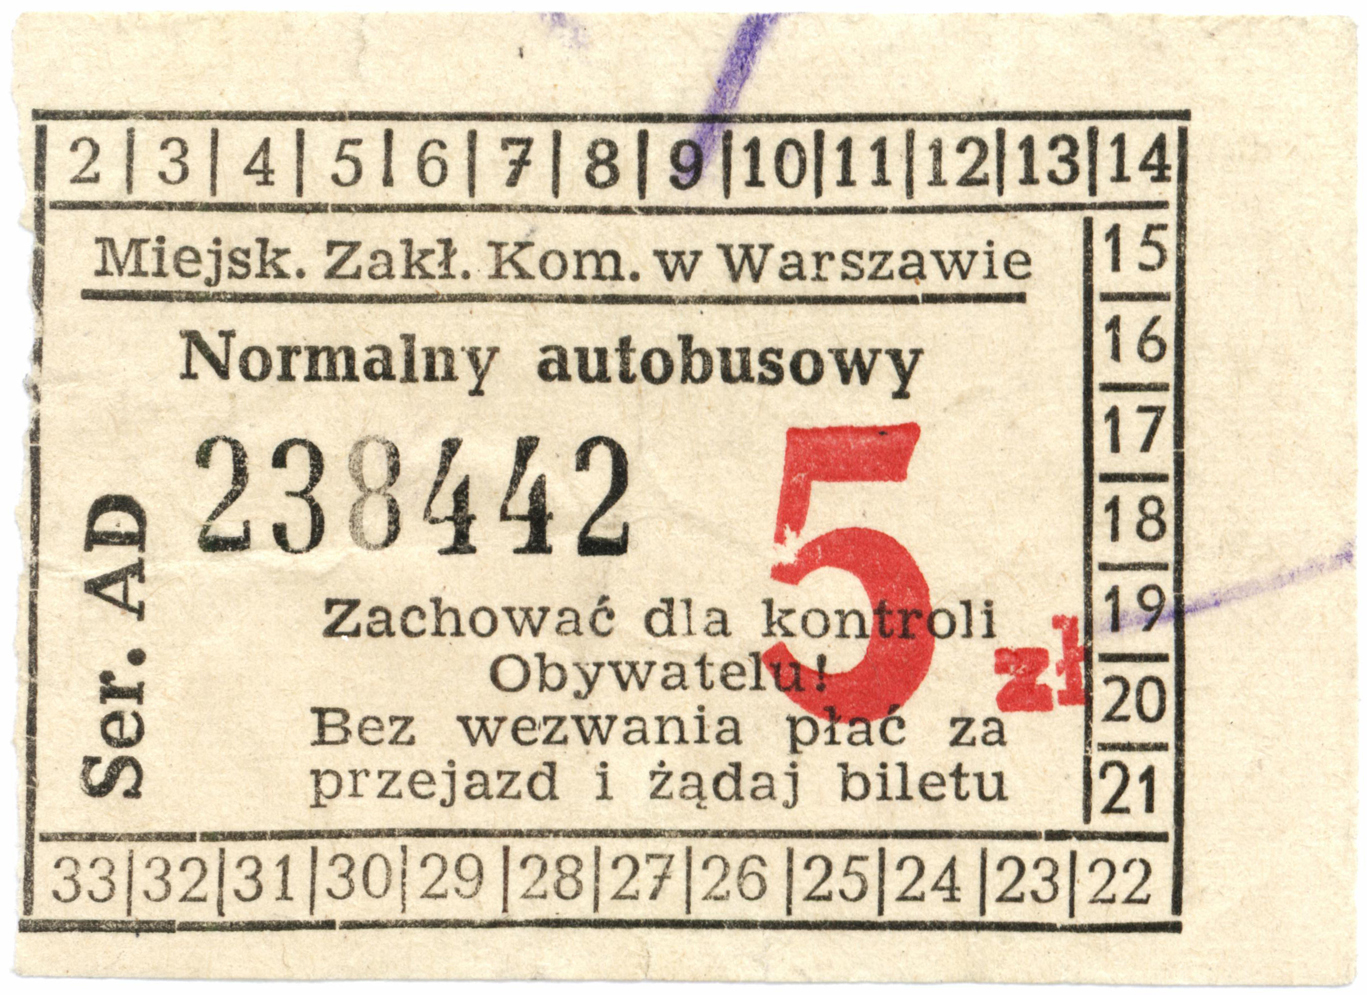 2 3 4 5 6 7 8 9 10 11 12 13 14
Miejsk. Zakł. Kom. w Warszawie
Normalny autobusowy
238442
5 zł
Ser. AD
Zachować dla kontroli
Obywatelu!
Bez wezwania płać za
przejazd i żądaj biletu
15
16
17
18
19
20
21
33 32 31 30 29 28 27 26 25 24 23 22